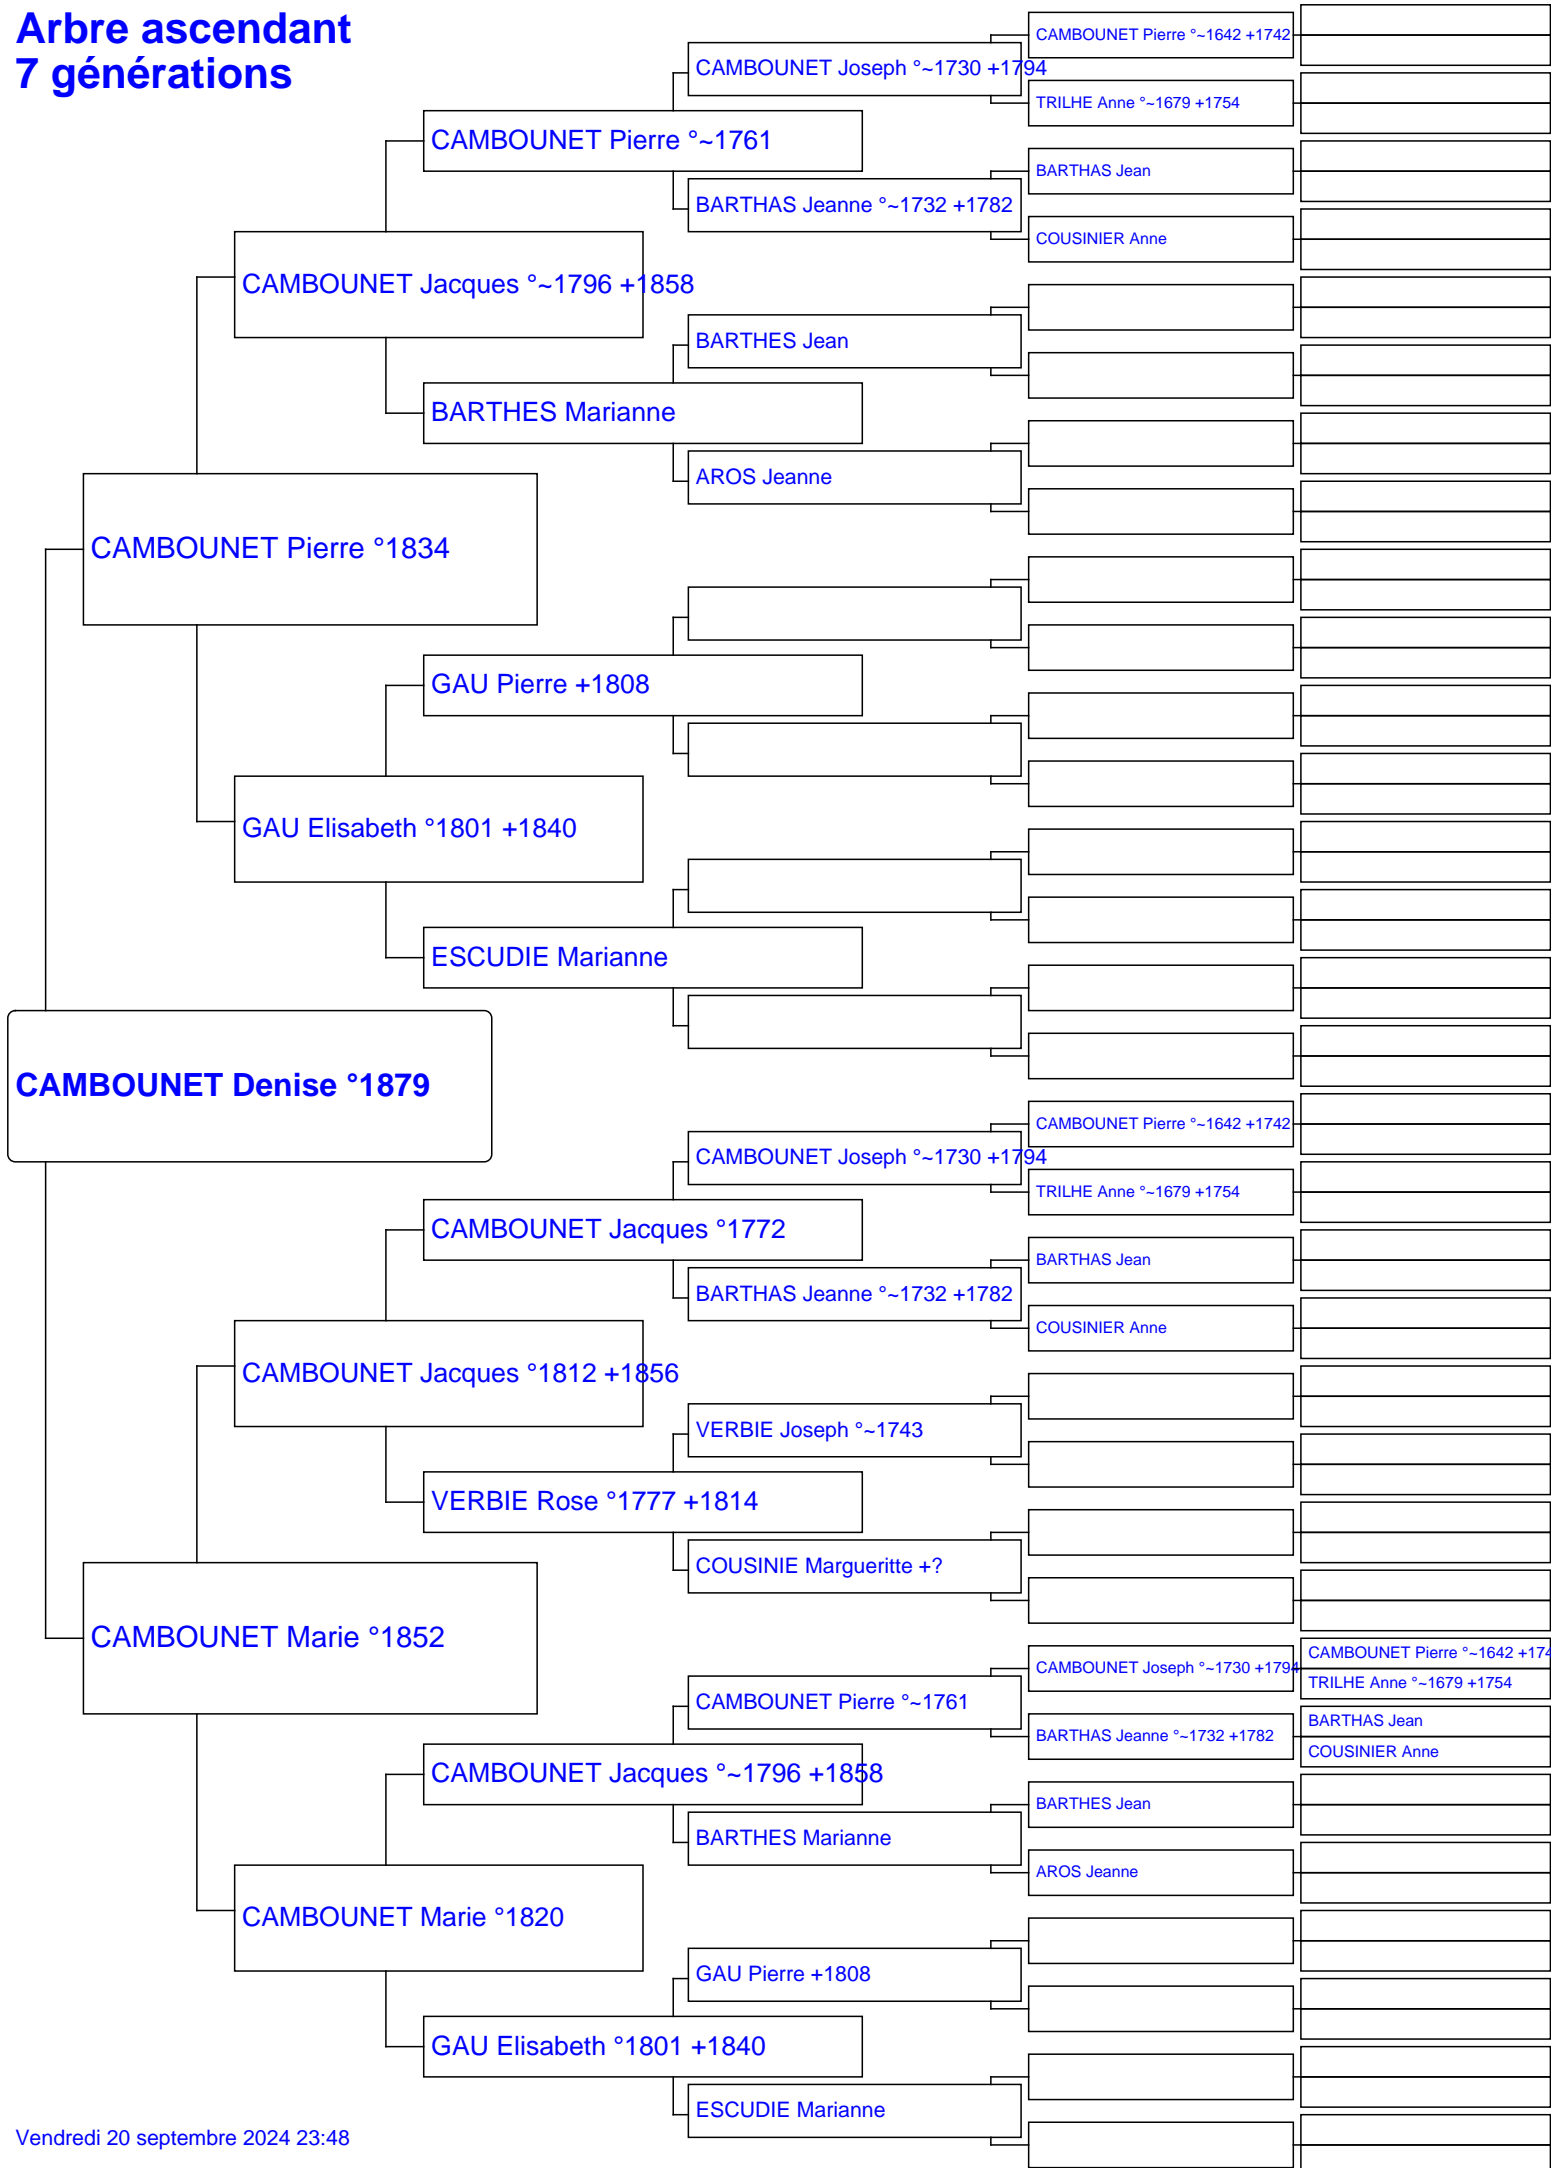 Arbre ascendant
7 générations
CAMBOUNET Pierre °~1642 +1742
CAMBOUNET Joseph °~1730 +1794
TRILHE Anne °~1679 +1754
CAMBOUNET Pierre °~1761
BARTHAS Jean
BARTHAS Jeanne °~1732 +1782
COUSINIER Anne
CAMBOUNET Jacques °~1796 +1858
BARTHES Jean
BARTHES Marianne
AROS Jeanne
CAMBOUNET Pierre °1834
GAU Pierre +1808
GAU Elisabeth °1801 +1840
ESCUDIE Marianne
CAMBOUNET Denise °1879
CAMBOUNET Pierre °~1642 +1742
CAMBOUNET Joseph °~1730 +1794
TRILHE Anne °~1679 +1754
CAMBOUNET Jacques °1772
BARTHAS Jean
BARTHAS Jeanne °~1732 +1782
COUSINIER Anne
CAMBOUNET Jacques °1812 +1856
VERBIE Joseph °~1743
VERBIE Rose °1777 +1814
COUSINIE Margueritte +?
CAMBOUNET Marie °1852
CAMBOUNET Pierre °~1642 +174
CAMBOUNET Joseph °~1730 +1794
TRILHE Anne °~1679 +1754
CAMBOUNET Pierre °~1761
BARTHAS Jean
BARTHAS Jeanne °~1732 +1782
COUSINIER Anne
CAMBOUNET Jacques °~1796 +1858
BARTHES Jean
BARTHES Marianne
AROS Jeanne
CAMBOUNET Marie °1820
GAU Pierre +1808
GAU Elisabeth °1801 +1840
ESCUDIE Marianne
Vendredi 20 septembre 2024 23:48